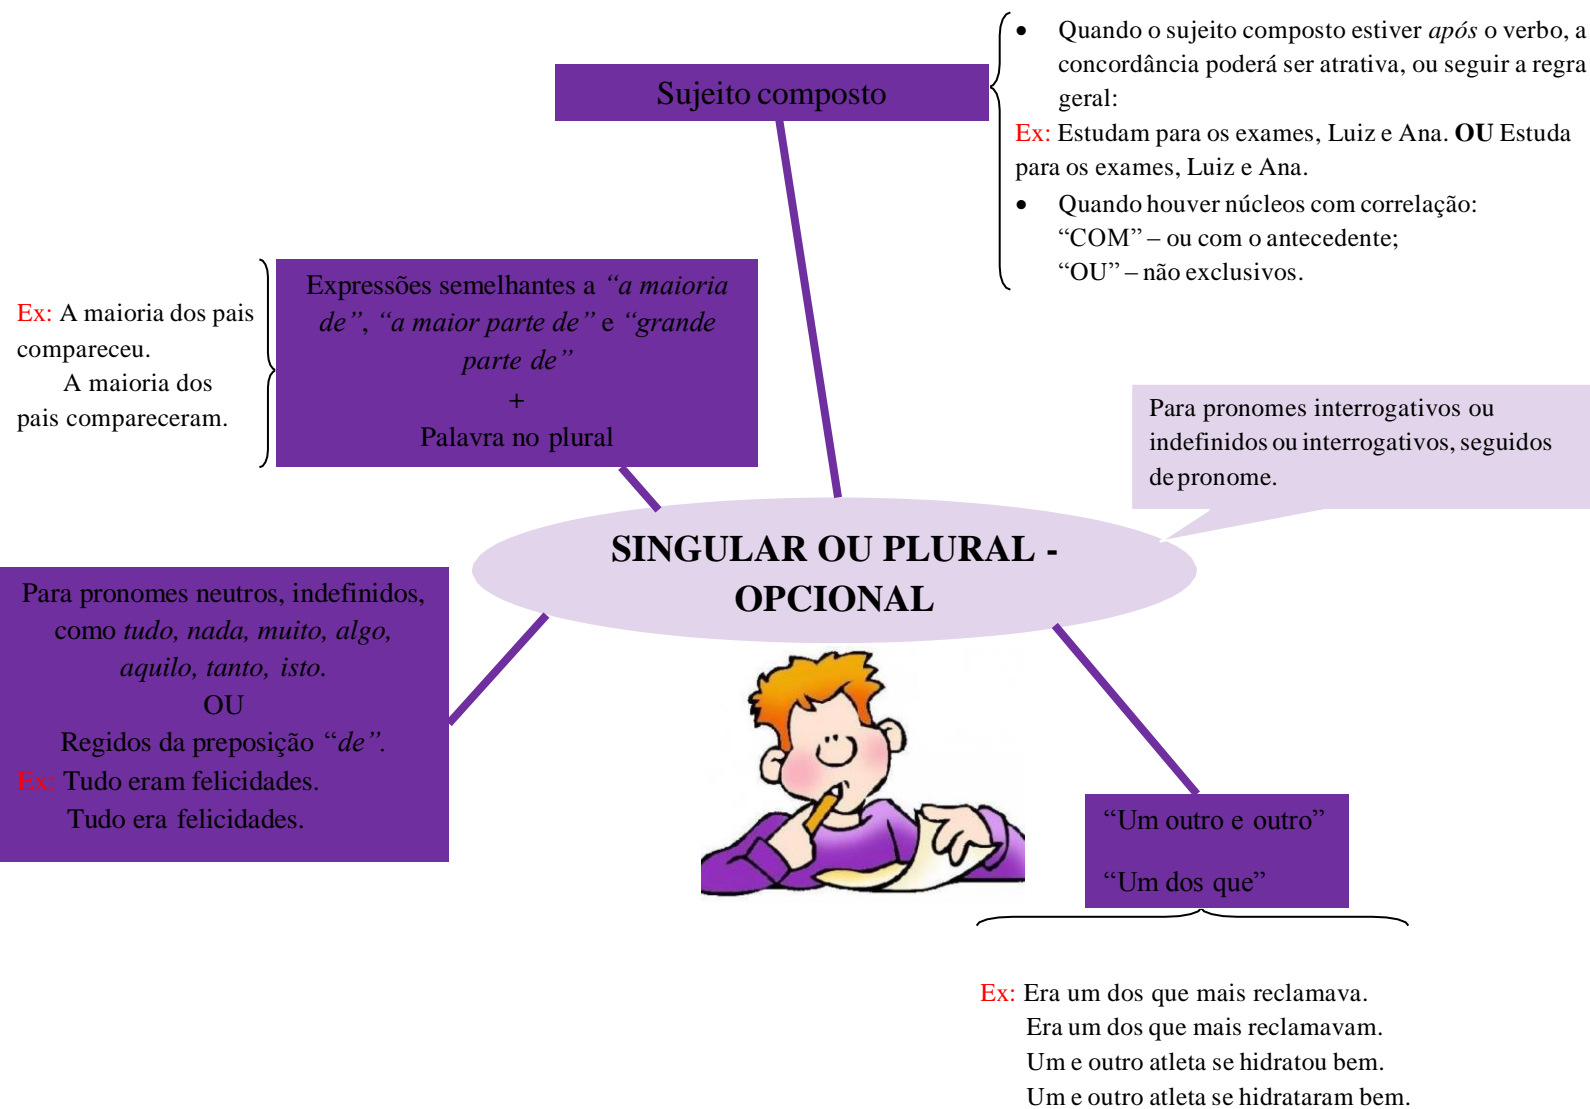 Sujeito composto
• Quando o sujeito composto estiver após o verbo, a
concordância poderá ser atrativa, ou seguir a regra
geral:
Ex: Estudam para os exames, Luiz e Ana. OU Estuda
para os exames, Luiz e Ana.
• Quando houver núcleos com correlação:
“COM” – ou com o antecedente;
“OU” – não exclusivos.
Expressões semelhantes a “a maioria
de”, “a maior parte de” e “grande
parte de”
+
Palavra no plural
Ex: A maioria dos pais
compareceu.
A maioria dos
pais compareceram.
Para pronomes interrogativos ou
indefinidos ou interrogativos, seguidos
de pronome.
SINGULAR OU PLURAL -
OPCIONAL
Para pronomes neutros, indefinidos,
como tudo, nada, muito, algo,
aquilo, tanto, isto.
OU
Regidos da preposição “de”.
Ex: Tudo eram felicidades.
Tudo era felicidades.
“Um outro e outro”
“Um dos que”
Ex: Era um dos que mais reclamava.
Era um dos que mais reclamavam.
Um e outro atleta se hidratou bem.
Um e outro atleta se hidrataram bem.